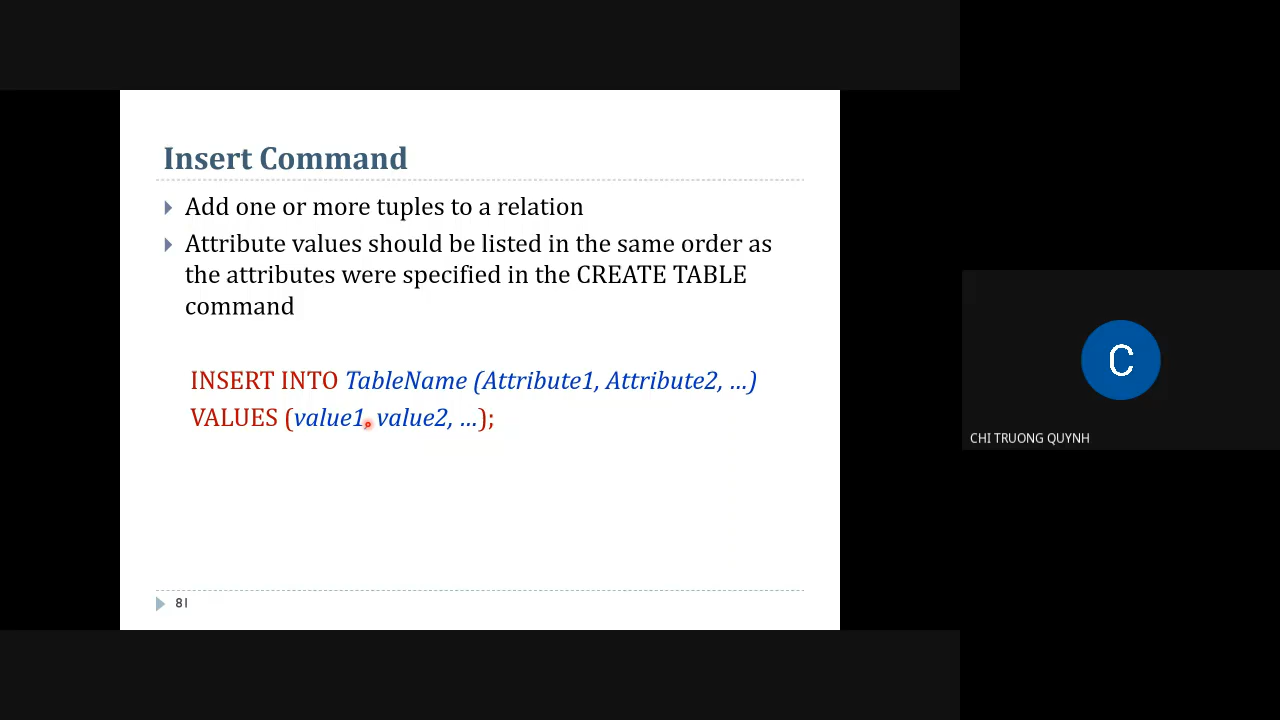 Insert Command
Add one or more tuples to a relation
Attribute values should be listed in the same order as
the attributes were specified in the CREATE TABLE
command
INSERT INTO TableName (Attribute1, Attribute2, …)
VALUES (value1, value2, …);
81
C
CHI TRUONG QUYNH